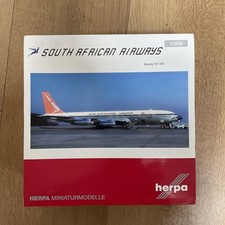 SOUTH AFRICAN AIRWAYS
herpa
HERPA MINIATURMODELLE